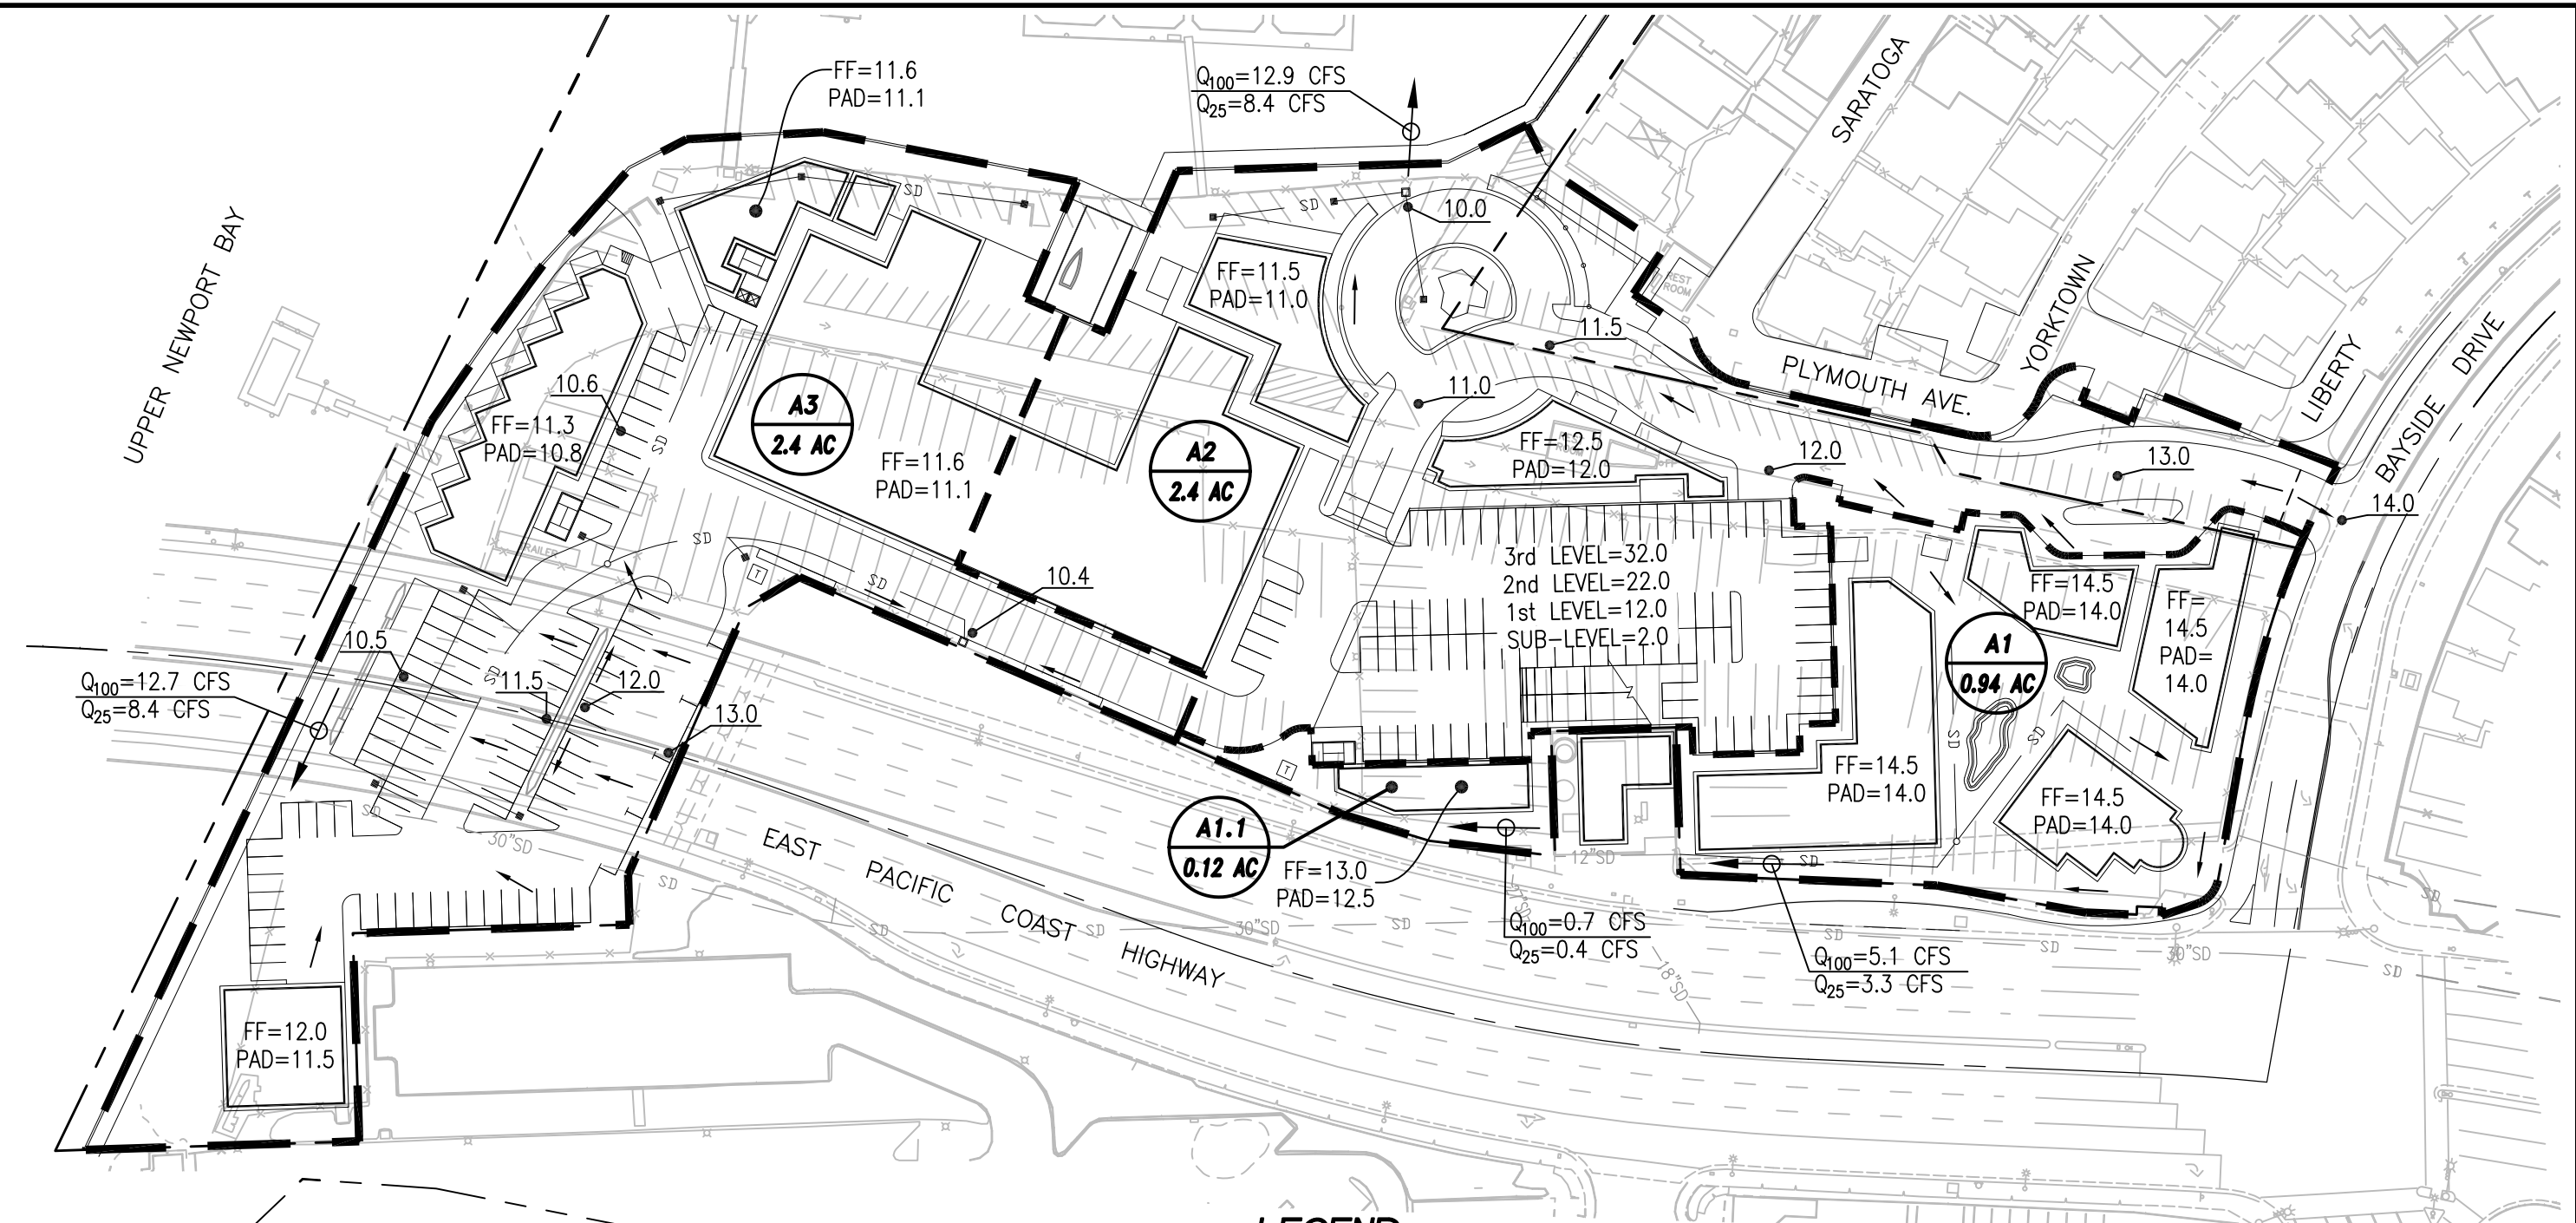 FF=11.6
PAD=11.1
Q100=12.9 CFS
Q25=8.4 CFS
SARATOGA
UPPER NEWPORT BAY
SD
SD
10.0
REST
ROOM
FF=11.5
PAD=11.0
11.5
YORKTOWN
PLYMOUTH AVE.
LIBERTY
BAYSIDE DRIVE
10.6
11.0
A3
2.4 AC
FF=11.3
PAD=10.8
SD
FF=11.6
PAD=11.1
A2
2.4 AC
FF=12.5
PAD=12.0
12.0
13.0
14.0
TRAILER
SD
SD
T
10.4
3rd LEVEL=32.0
2nd LEVEL=22.0
1st LEVEL=12.0
SUB-LEVEL=2.0
FF=14.5
PAD=14.0
FF=
14.5
PAD=
14.0
A1
0.94 AC
10.5
SD
11.5
12.0
13.0
Q100=12.7 CFS
Q25=8.4 CFS
SD
SD
T
FF=14.5
PAD=14.0
FF=14.5
PAD=14.0
SD
30"SD
SD
EAST PACIFIC COAST HIGHWAY
A1.1
0.12 AC
FF=13.0
PAD=12.5
12"SD
SD
SD
SD
30"SD
SD
Q100=0.7 CFS
Q25=0.4 CFS
18"SD
Q100=5.1 CFS
Q25=3.3 CFS
SD
SD
30"SD
SD
SD
FF=12.0
PAD=11.5
LEGEND